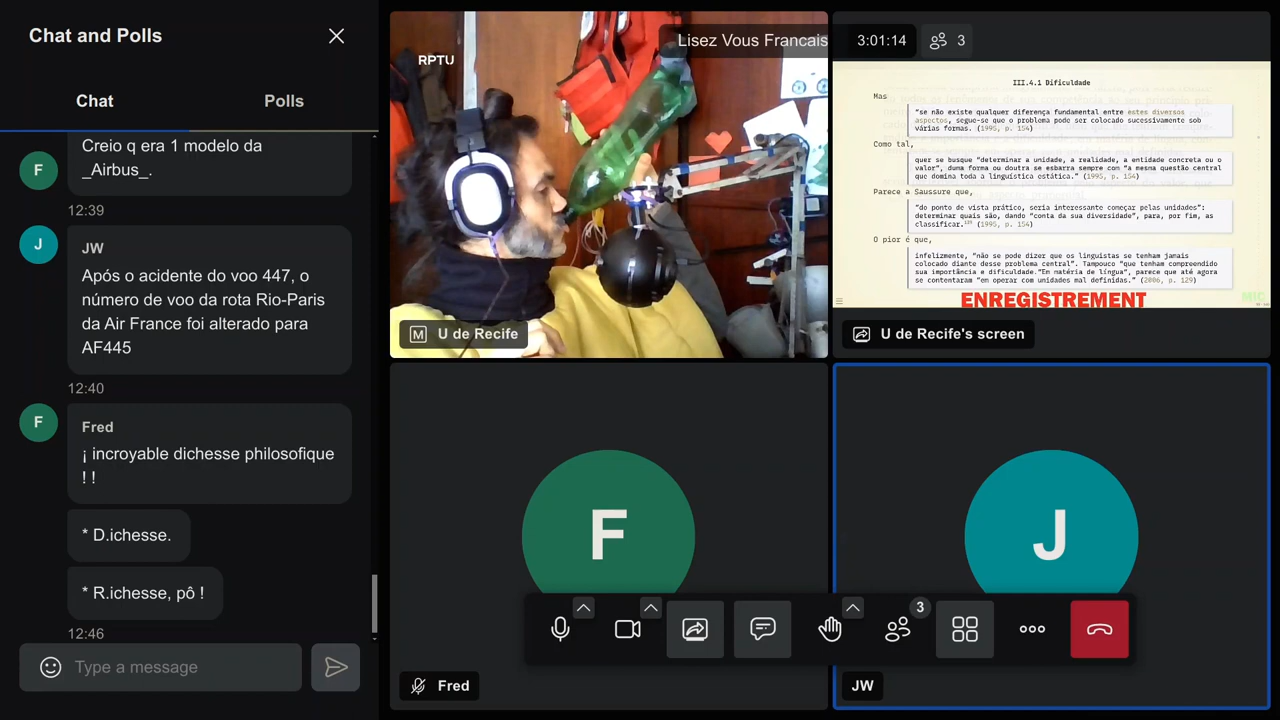 Chat and Polls
Chat
Polls
F
Creio q era 1 modelo da
_Airbus_.
12:39
J
JW
Após o acidente do voo 447, o
número de voo da rota Rio-Paris
da Air France foi alterado para
AF445
12:40
F
Fred
¡ incroyable dichesse philosofique
! !
* D.ichesse.
* R.ichesse, pô !
12:46
Type a message
RPTU
Lisez Vous Francais
M
U de Recife
3:01:14
3
III.4.1 Dificuldade
Mas
"se não existe qualquer diferença fundamental entre estes diversos
aspectos, segue-se que o problema pode ser colocado sucessivamente sob
várias formas. (1995, p. 154)
Como tal,
quer se busque "determinar a unidade, a realidade, a entidade concreta ou o
valor", duma forma ou doutra se esbarra sempre con "a mesma questão central
que domina toda a linguística estática." (1995, p. 154)
Parece a Saussure que,
"do ponto de vista prático, seria interessante começar pelas unidades":
determinar quais são, dando "conta da sua diversidade", para, por fim, as
classificar. (1995, p. 154)
O pior é que,
infelizmente, "não se pode dizer que os linguistas se tenham jamais
colocado diante desse problema central". Tampouco "que tenham compreendido
sua importância e dificuldade."Em matéria de língua", parece que até agora
se contentaram "en operar com unidades mal definidas." (2006, p. 129)
ENREGISTREMENT
U de Recife's screen
F
J
3
Fred
JW